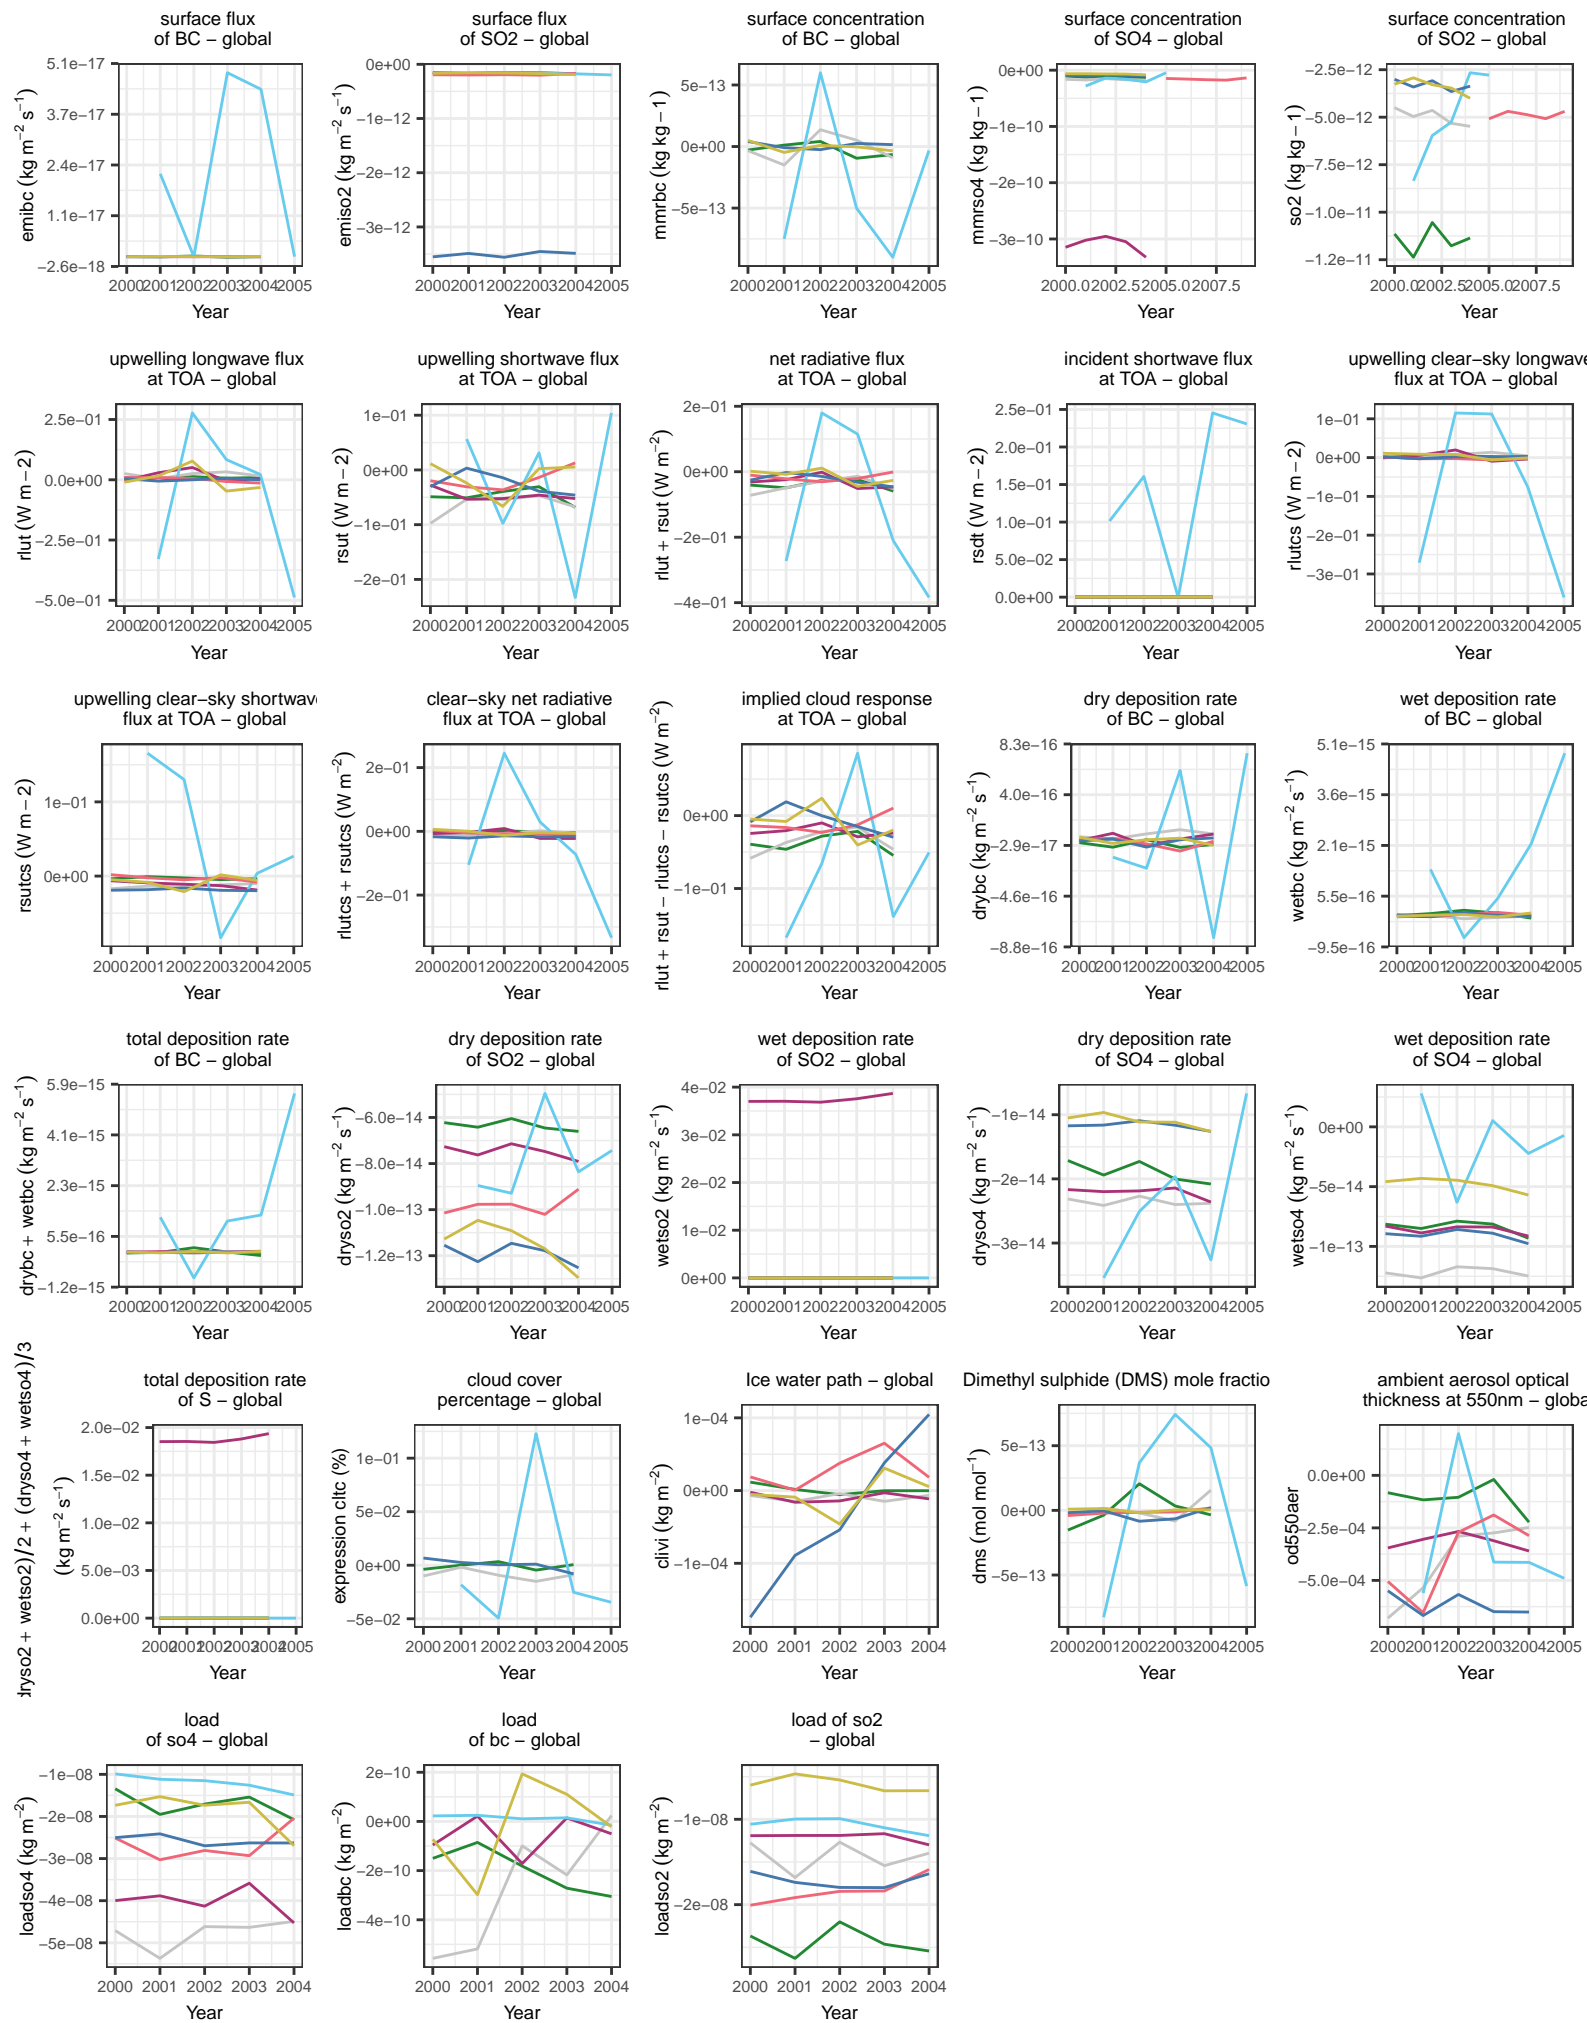 surface flux
of BC – global
surface flux
of SO2 – global
surface concentration
of BC – global
surface concentration
of SO4 – global
surface concentration
of SO2 – global
emibc (kg m⁻² s⁻¹)
5.1e−17
3.7e−17
2.4e−17
1.1e−17
−2.6e−18
2000 2001 2002 2003 2004 2005
Year
emiso2 (kg m⁻² s⁻¹)
0e+00
−1e−12
−2e−12
−3e−12
2000 2001 2002 2003 2004 2005
Year
mmrbc (kg kg − 1)
5e−13
0e+00
−5e−13
2000 2001 2002 2003 2004 2005
Year
mmrso4 (kg kg − 1)
0e+00
−1e−10
−2e−10
−3e−10
2000.0 2002.5 2005.0 2007.5
Year
so2 (kg kg − 1)
−2.5e−12
−5.0e−12
−7.5e−12
−1.0e−11
−1.2e−11
2000.0 2002.5 2005.0 2007.5
Year
upwelling longwave flux
at TOA – global
upwelling shortwave flux
at TOA – global
net radiative flux
at TOA – global
incident shortwave flux
at TOA – global
upwelling clear−sky longwave
flux at TOA – global
rlut (W m − 2)
2.5e−01
0.0e+00
−2.5e−01
−5.0e−01
2000 2001 2002 2003 2004 2005
Year
rsut (W m − 2)
1e−01
0e+00
−1e−01
−2e−01
2000 2001 2002 2003 2004 2005
Year
rlut + rsut (W m⁻²)
2e−01
0e+00
−2e−01
−4e−01
2000 2001 2002 2003 2004 2005
Year
rsdt (W m − 2)
2.5e−01
2.0e−01
1.5e−01
1.0e−01
5.0e−02
0.0e+00
2000 2001 2002 2003 2004 2005
Year
rlutcs (W m − 2)
1e−01
0e+00
−1e−01
−2e−01
−3e−01
2000 2001 2002 2003 2004 2005
Year
upwelling clear−sky shortwave
flux at TOA – global
clear−sky net radiative
flux at TOA – global
implied cloud response
at TOA – global
dry deposition rate
of BC – global
wet deposition rate
of BC – global
rsutcs (W m − 2)
1e−01
0e+00
2000 2001 2002 2003 2004 2005
Year
rlutcs + rsutcs (W m⁻²)
2e−01
0e+00
−2e−01
2000 2001 2002 2003 2004 2005
Year
rlut + rsut − rlutcs − rsutcs (W m⁻²)
0e+00
−1e−01
2000 2001 2002 2003 2004 2005
Year
drybc (kg m⁻² s⁻¹)
8.3e−16
4.0e−16
−2.9e−17
−4.6e−16
−8.8e−16
2000 2001 2002 2003 2004 2005
Year
wetbc (kg m⁻² s⁻¹)
5.1e−15
3.6e−15
2.1e−15
5.5e−16
−9.5e−16
2000 2001 2002 2003 2004 2005
Year
total deposition rate
of BC – global
dry deposition rate
of SO2 – global
wet deposition rate
of SO2 – global
dry deposition rate
of SO4 – global
wet deposition rate
of SO4 – global
drybc + wetbc (kg m⁻² s⁻¹)
5.9e−15
4.1e−15
2.3e−15
5.5e−16
−1.2e−15
2000 2001 2002 2003 2004 2005
Year
dryso2 (kg m⁻² s⁻¹)
−6.0e−14
−8.0e−14
−1.0e−13
−1.2e−13
2000 2001 2002 2003 2004 2005
Year
wetso2 (kg m⁻² s⁻¹)
4e−02
3e−02
2e−02
1e−02
0e+00
2000 2001 2002 2003 2004 2005
Year
dryso4 (kg m⁻² s⁻¹)
−1e−14
−2e−14
−3e−14
2000 2001 2002 2003 2004 2005
Year
wetso4 (kg m⁻² s⁻¹)
0e+00
−5e−14
−1e−13
2000 2001 2002 2003 2004 2005
Year
total deposition rate
of S – global
cloud cover
percentage – global
Ice water path – global
Dimethyl sulphide (DMS) mole fractio
ambient aerosol optical
thickness at 550nm – globa
dryso2 + wetso2)/2 + (dryso4 + wetso4)/3
(kg m⁻² s⁻¹)
2.0e−02
1.5e−02
1.0e−02
5.0e−03
0.0e+00
2000 2001 2002 2003 2004 2005
Year
expression cltc (%)
1e−01
5e−02
0e+00
−5e−02
2000 2001 2002 2003 2004 2005
Year
clivi (kg m⁻²)
1e−04
0e+00
−1e−04
2000 2001 2002 2003 2004
Year
dms (mol mol⁻¹)
5e−13
0e+00
−5e−13
2000 2001 2002 2003 2004 2005
Year
od550aer
0.0e+00
−2.5e−04
−5.0e−04
2000 2001 2002 2003 2004 2005
Year
load
of so4 – global
load
of bc – global
load of so2
– global
loadso4 (kg m⁻²)
−1e−08
−2e−08
−3e−08
−4e−08
−5e−08
2000 2001 2002 2003 2004
Year
loadbc (kg m⁻²)
2e−10
0e+00
−2e−10
−4e−10
2000 2001 2002 2003 2004
Year
loadso2 (kg m⁻²)
−1e−08
−2e−08
2000 2001 2002 2003 2004
Year